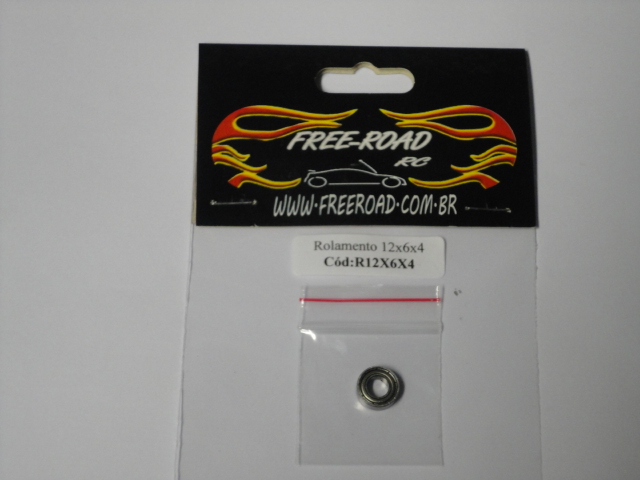 FREE-ROAD
RC
WWW.FREEROAD.COM.BR
Rolamento 12x6x4
Cód:R12X6X4